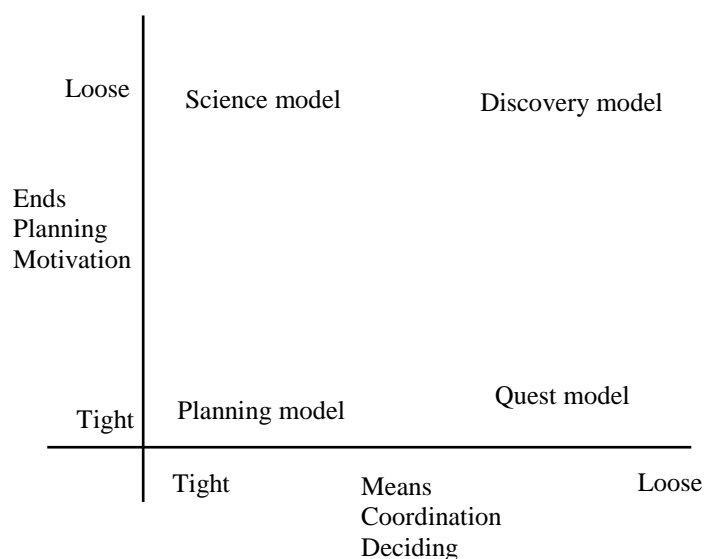 Loose
Science model
Discovery model
Ends
Planning
Motivation
Tight
Planning model
Quest model
Tight
Means
Loose
Coordination
Deciding